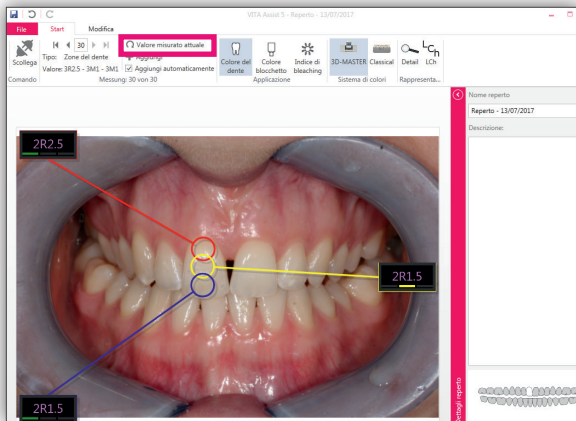 VITA Assist 5 - Reperto - 13/07/2017
File Start Modifica
Scollega
Comando
30
Tipo: Zone del dente
Valore: 3R2.5 - 3M1 - 3M1
Valore misurato attuale
Aggiungi
Aggiungi automaticamente
Messung: 30 von 30
Colore del dente
Colore blocchetto
Indice di bleaching
Applicazione
3D-MASTER Classical
Sistema di colori
Detail LCh
Rappresenta...
Nome reperto
Reperto - 13/07/2017
Descrizione:
2R2.5
2R1.5
2R1.5
Dettagli reperto